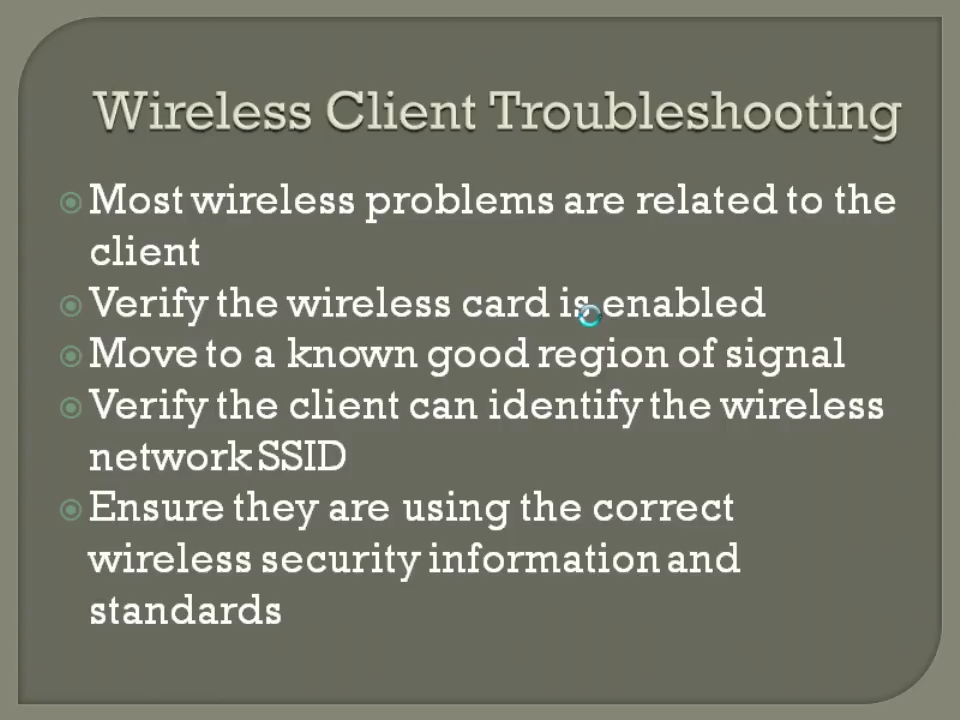 Wireless Client Troubleshooting
Most wireless problems are related to the
client
Verify the wireless card is enabled
Move to a known good region of signal
Verify the client can identify the wireless
network SSID
Ensure they are using the correct
wireless security information and
standards